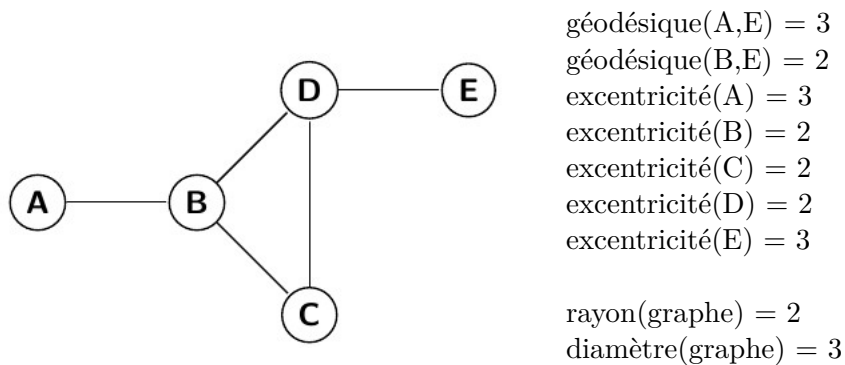 D
E
A
B
C
géodésique(A,E) = 3
géodésique(B,E) = 2
excentricité(A) = 3
excentricité(B) = 2
excentricité(C) = 2
excentricité(D) = 2
excentricité(E) = 3
rayon(graphe) = 2
diamètre(graphe) = 3